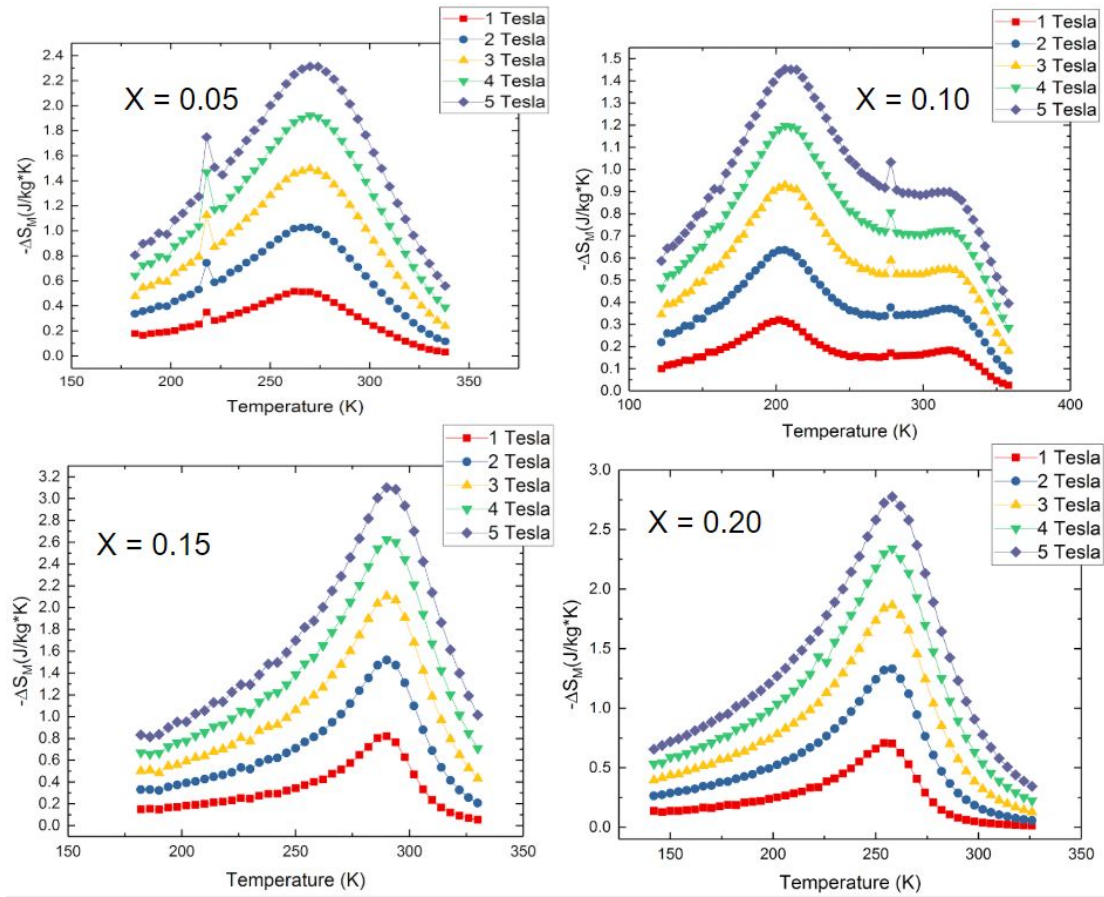 1 Tesla
2 Tesla
3 Tesla
4 Tesla
5 Tesla
X = 0.05
2.4
2.2
2.0
1.8
1.6
1.4
1.2
1.0
0.8
0.6
0.4
0.2
0.0
-ΔS_M(J/kg*K)
150 200 250 300 350 400
Temperature (K)
1 Tesla
2 Tesla
3 Tesla
4 Tesla
5 Tesla
X = 0.10
1.5
1.4
1.3
1.2
1.1
1.0
0.9
0.8
0.7
0.6
0.5
0.4
0.3
0.2
0.1
0.0
-ΔS_M(J/kg*K)
100 200 300 400
Temperature (K)
1 Tesla
2 Tesla
3 Tesla
4 Tesla
5 Tesla
X = 0.15
3.2
3.0
2.8
2.6
2.4
2.2
2.0
1.8
1.6
1.4
1.2
1.0
0.8
0.6
0.4
0.2
0.0
-ΔS_M(J/kg*K)
150 200 250 300 350
Temperature (K)
1 Tesla
2 Tesla
3 Tesla
4 Tesla
5 Tesla
X = 0.20
3.0
2.5
2.0
1.5
1.0
0.5
0.0
-ΔS_M(J/kg*K)
150 200 250 300 350
Temperature (K)